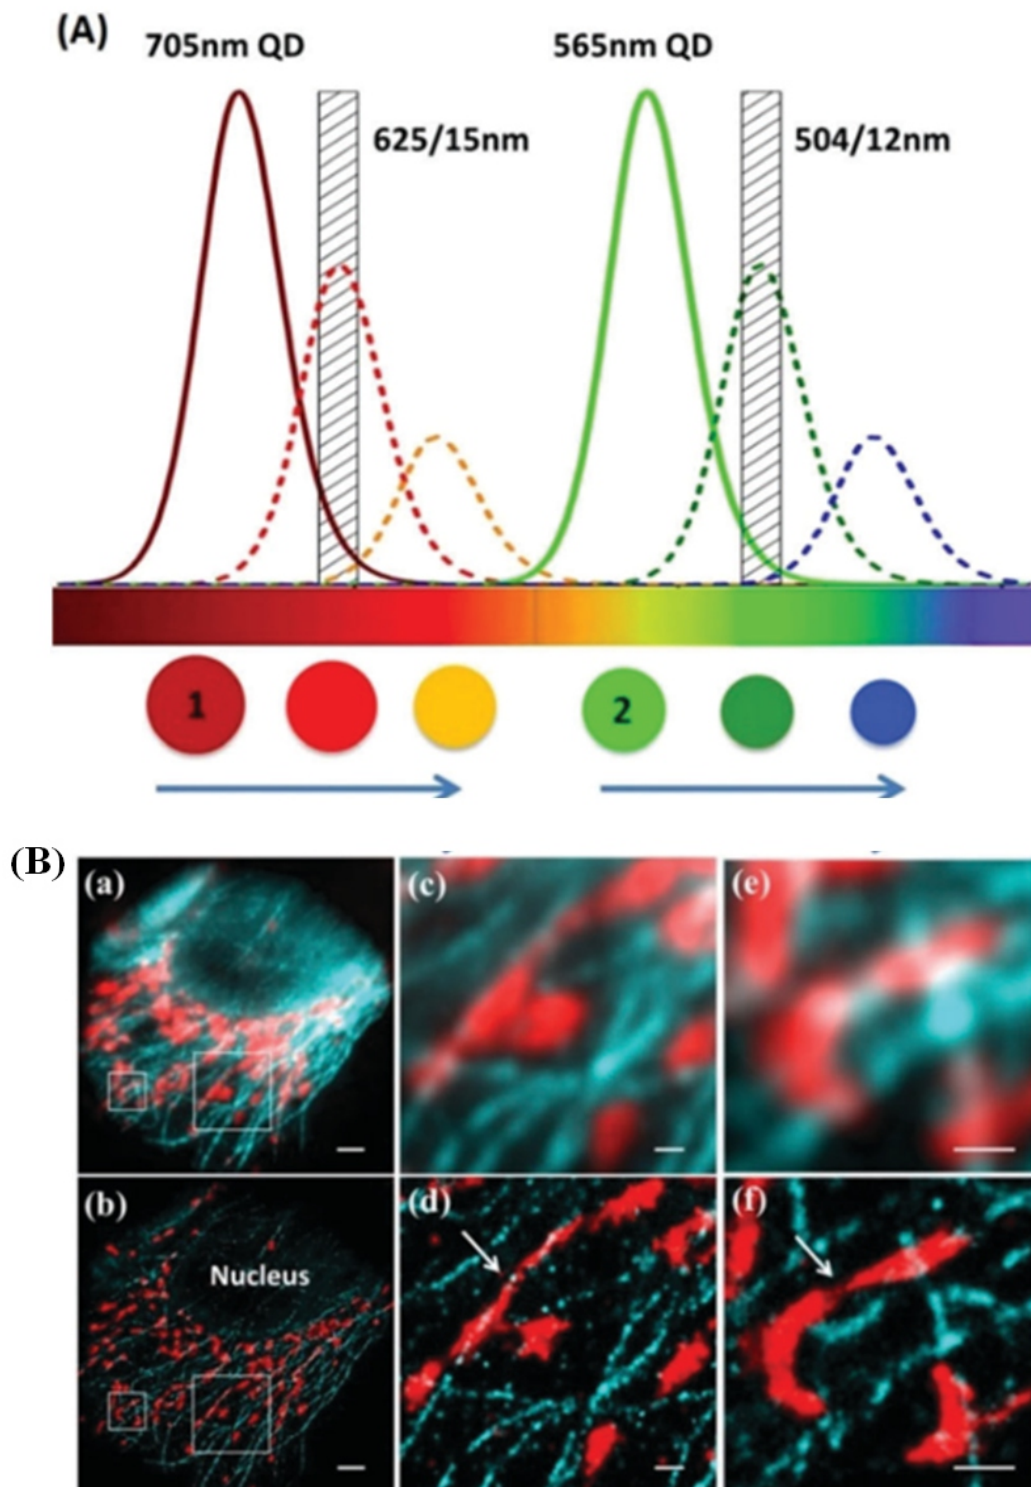 (A)
705nm QD
565nm QD
625/15nm
504/12nm
1
2
(B)
(a)
(c)
(e)
(b)
(d)
(f)
Nucleus